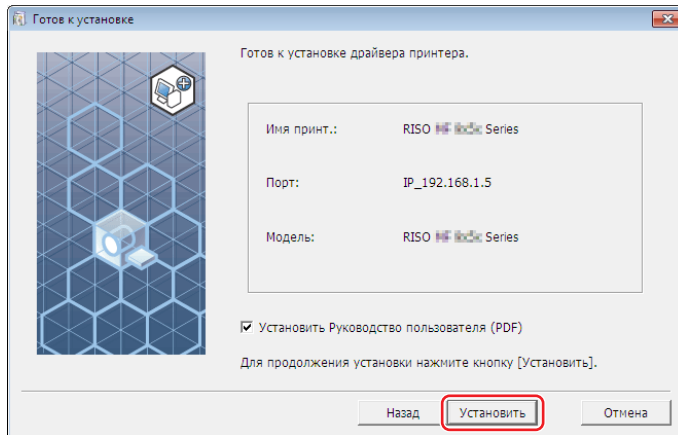 Готов к установке
Готов к установке драйвера принтера.
Имя принт.: RISO Series
Порт: IP_192.168.1.5
Модель: RISO Series
Установить Руководство пользователя (PDF)
Для продолжения установки нажмите кнопку [Установить].
Назад Установить Отмена